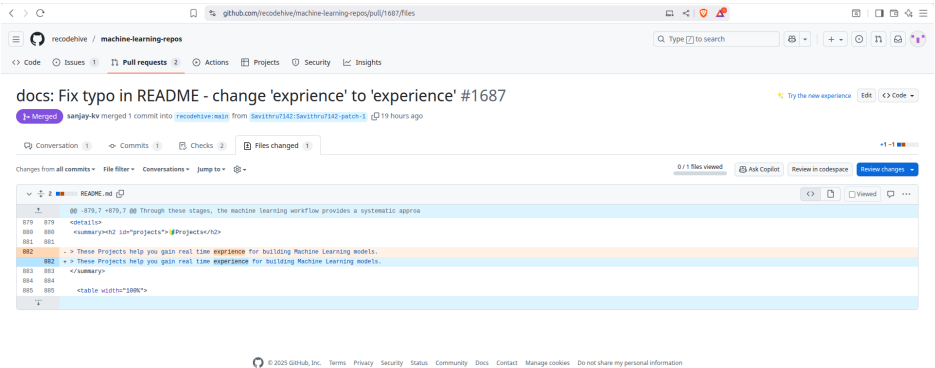 github.com/recodehive/machine-learning-repos/pull/1687/files
recodehive / machine-learning-repos
Type / to search
Code
Issues 1
Pull requests 2
Actions
Projects
Security
Insights
docs: Fix typo in README - change 'exprience' to 'experience' #1687
Try the new experience
Edit
<> Code
Merged
sanjay-kv merged 1 commit into recodehive:main from Savithru7142:Savithru7142-patch-1 19 hours ago
Conversation 1
Commits 1
Checks 2
Files changed 1
+1 −1
Changes from all commits
File filter
Conversations
Jump to
0 / 1 files viewed
Ask Copilot
Review in codespace
Review changes
2 README.md
Viewed
@@ -879,7 +879,7 @@ Through these stages, the machine learning workflow provides a systematic approa
879 879 <details>
880 880 <summary><h2 id="projects">🔰Projects</h2>
881 881
882 - > These Projects help you gain real time exprience for building Machine Learning models.
882 + > These Projects help you gain real time experience for building Machine Learning models.
883 883 </summary>
884 884
885 885 <table width="100%">
© 2025 GitHub, Inc. Terms Privacy Security Status Community Docs Contact Manage cookies Do not share my personal information